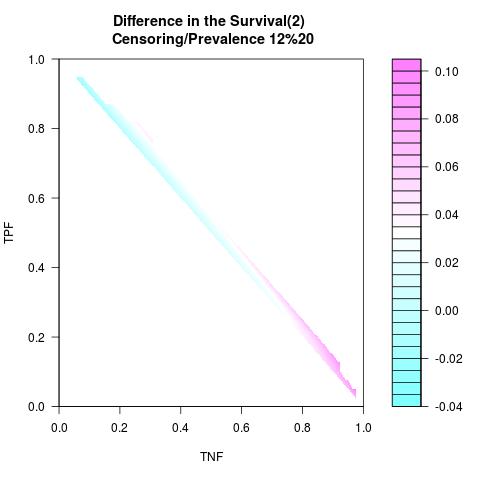 Difference in the Survival(2)
Censoring/Prevalence 12%20
TPF
1.0
0.8
0.6
0.4
0.2
0.0
0.0 0.2 0.4 0.6 0.8 1.0
TNF
0.10
0.08
0.06
0.04
0.02
0.00
-0.02
-0.04